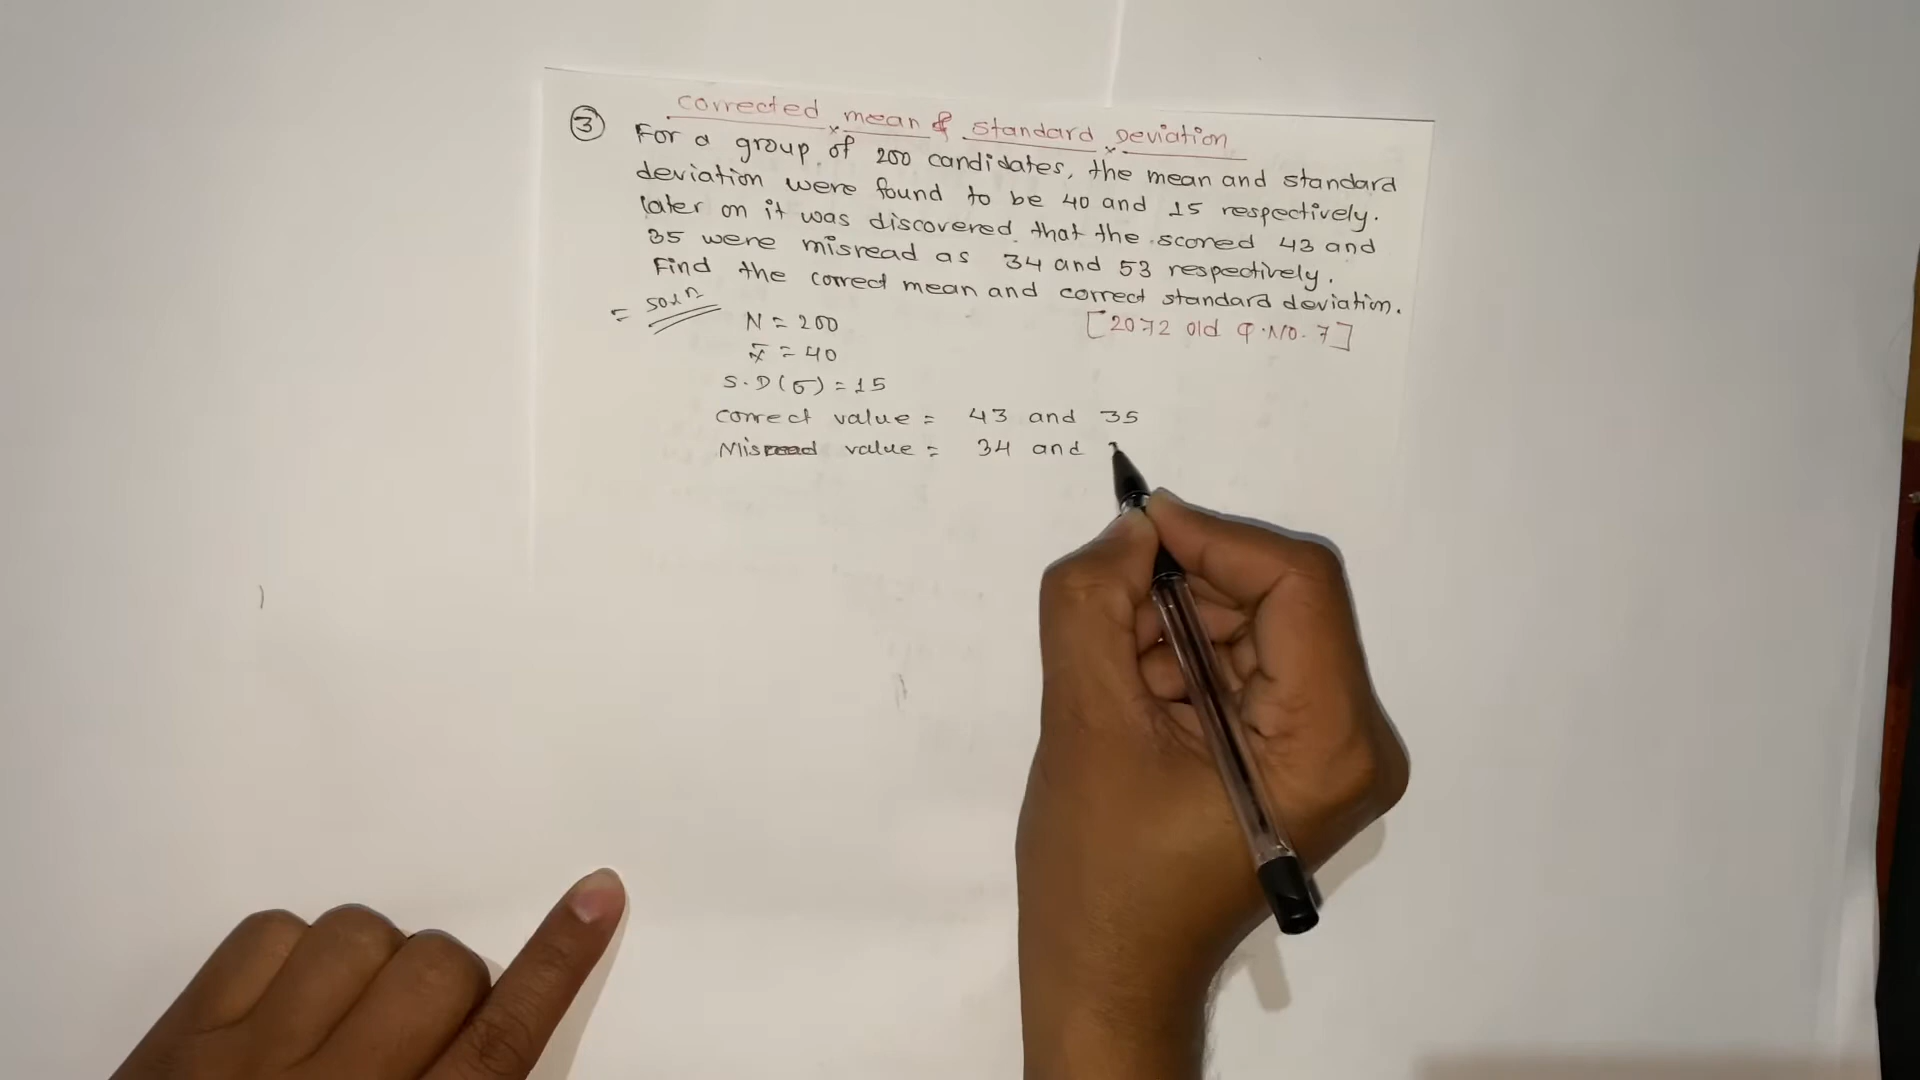 corrected mean & standard Deviation
③ For a group of 200 candidates, the mean and standard
deviation were found to be 40 and 15 respectively.
later on it was discovered that the scored 43 and
35 were misread as 34 and 53 respectively.
Find the correct mean and correct standard deviation.
[2072 old Q.NO. 7]
= soln
N = 200
x̄ = 40
S.D(σ) = 15
correct value = 43 and 35
Misread value = 34 and